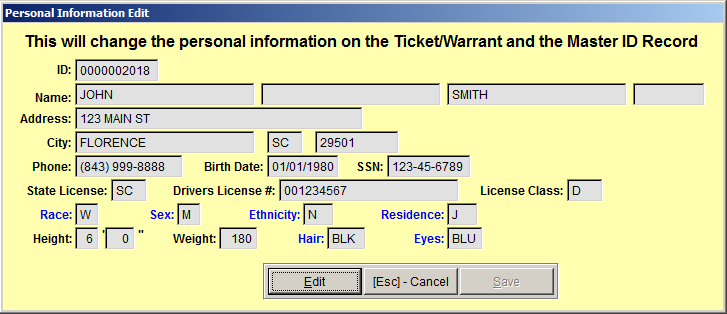 Personal Information Edit
This will change the personal information on the Ticket/Warrant and the Master ID Record
ID: 0000002018
Name: JOHN SMITH
Address: 123 MAIN ST
City: FLORENCE SC 29501
Phone: (843) 999-8888 Birth Date: 01/01/1980 SSN: 123-45-6789
State License: SC Drivers License #: 001234567 License Class: D
Race: W Sex: M Ethnicity: N Residence: J
Height: 6 ' 0 " Weight: 180 Hair: BLK Eyes: BLU
Edit [Esc] - Cancel Save